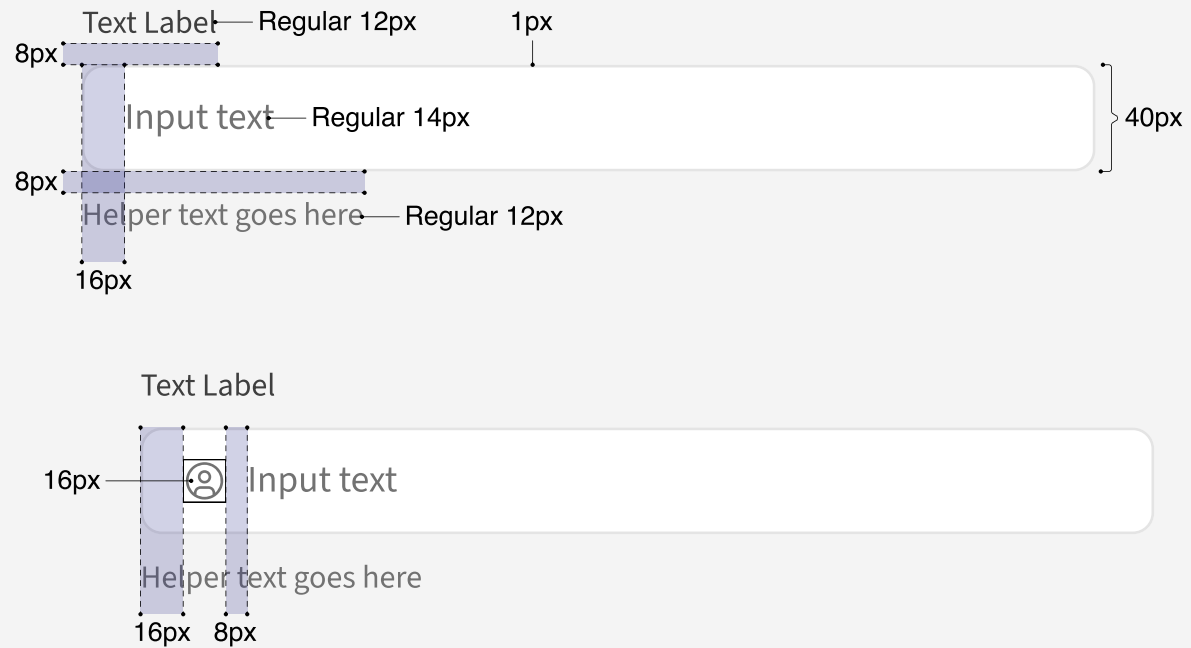 Text Label
Regular 12px
1px
8px
Input text
Regular 14px
40px
8px
Helper text goes here
Regular 12px
16px
Text Label
16px
Input text
Helper text goes here
16px
8px